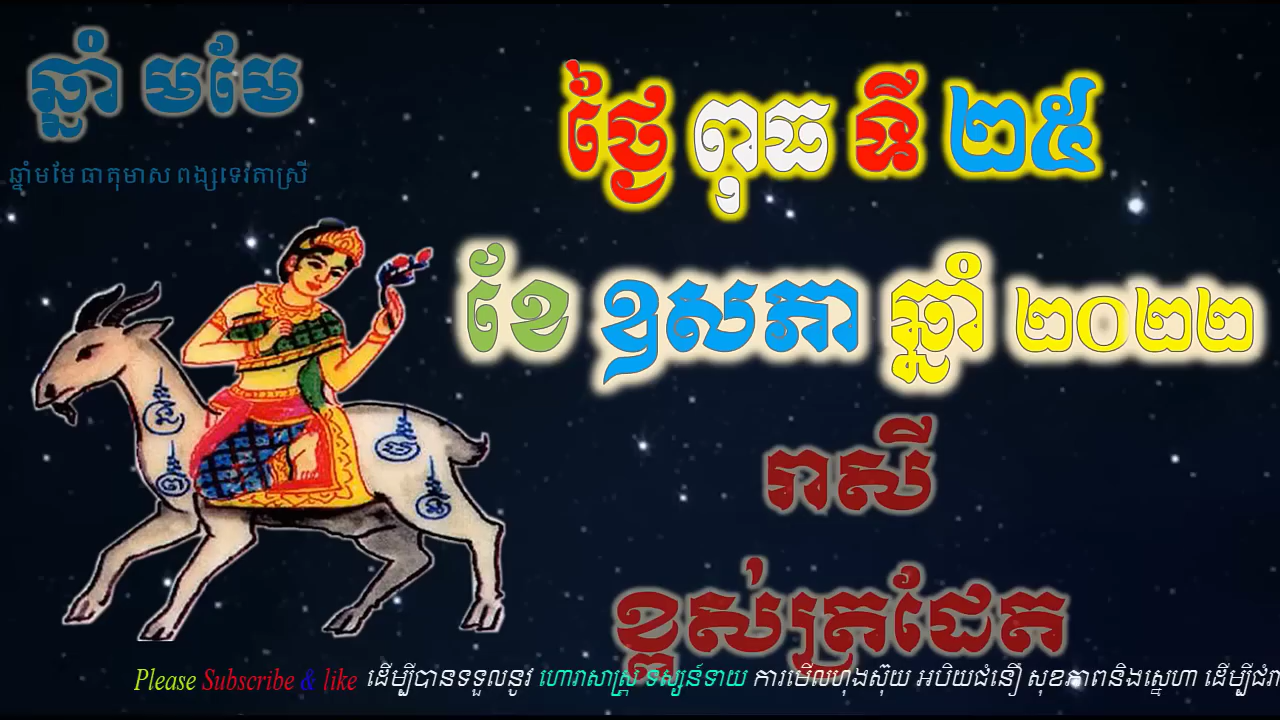 ឆ្នាំ មមែ
ឆ្នាំមមែ ធាតុមាស ពង្សទេវតាស្រី
ថ្ងៃ ពុធ ទី ២៥
ខែ ឧសភា ឆ្នាំ ២០២២
រាសី
ខ្ពស់ត្រដែត
Please Subscribe & like ដើម្បីបានទទួលនូវ ហោរាសាស្ត្រ ទស្សន៍ទាយ ការមើលហុងស៊ុយ អបិយជំនឿ សុខភាពនិងស្នេហា ដើម្បីជំរា